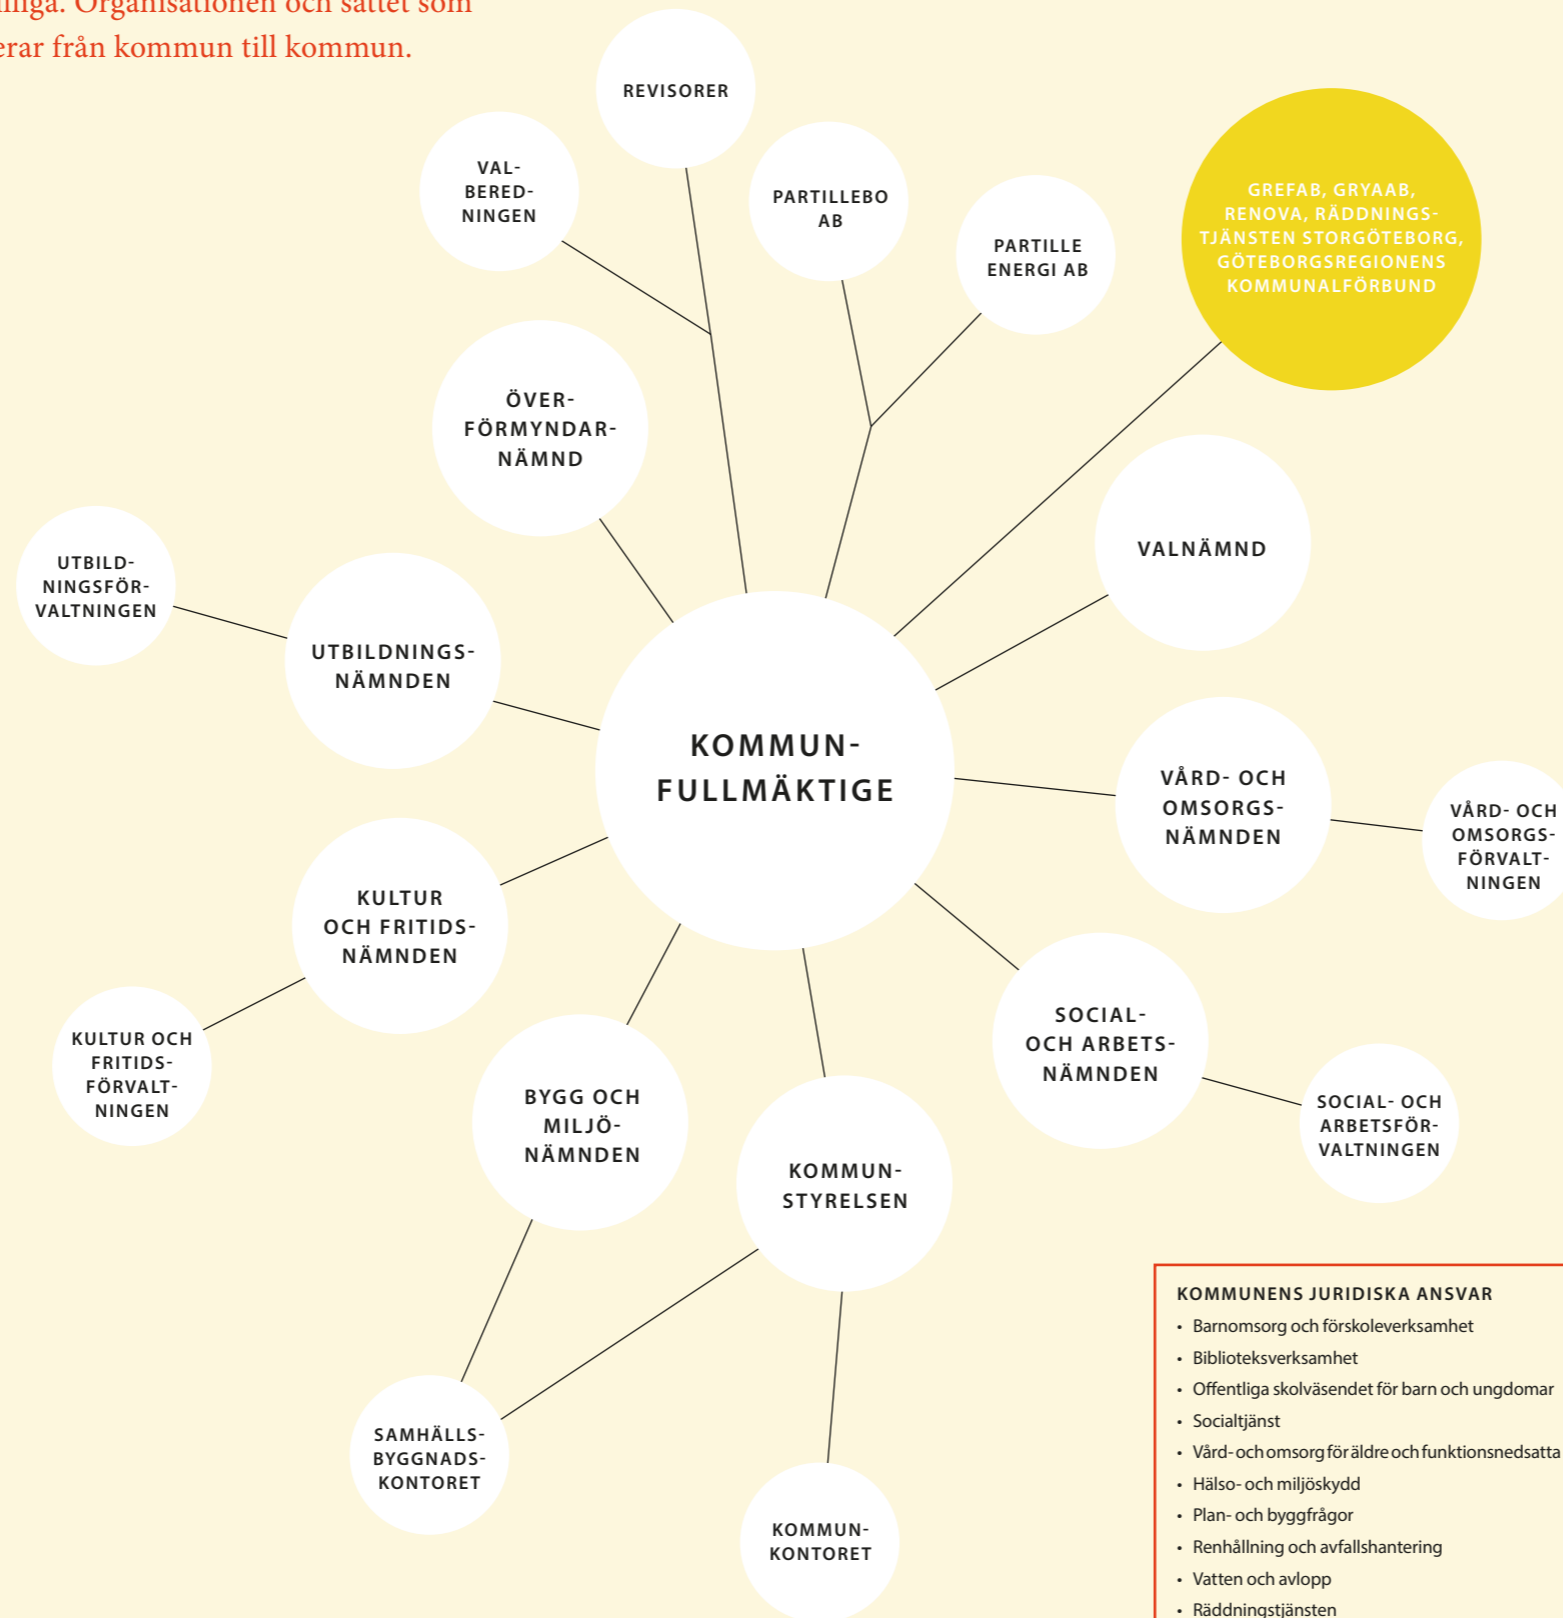 Organisationen och sättet som
erar från kommun till kommun.
REVISORER
VAL-
BERED-
NINGEN
PARTILLEBO
AB
PARTILLE
ENERGI AB
GREFAB, GRYAAB,
RENOVA, RÄDDNINGS-
TJÄNSTEN STORGÖTEBORG,
GÖTEBORGSREGIONENS
KOMMUNALFÖRBUND
ÖVER-
FÖRMYNDAR-
NÄMND
VALNÄMND
UTBILD-
NINGSFÖR-
VALTNINGEN
UTBILDNINGS-
NÄMNDEN
KOMMUN-
FULLMÄKTIGE
VÅRD- OCH
OMSORGS-
NÄMNDEN
VÅRD- OCH
OMSORGS-
FÖRVALT-
NINGEN
KULTUR
OCH FRITIDS-
NÄMNDEN
KULTUR OCH
FRITIDS-
FÖRVALT-
NINGEN
SOCIAL-
OCH ARBETS-
NÄMNDEN
SOCIAL- OCH
ARBETSFÖR-
VALTNINGEN
BYGG OCH
MILJÖ-
NÄMNDEN
KOMMUN-
STYRELSEN
SAMHÄLLS-
BYGGNADS-
KONTORET
KOMMUN-
KONTORET
KOMMUNENS JURIDISKA ANSVAR
• Barnomsorg och förskoleverksamhet
• Biblioteksverksamhet
• Offentliga skolväsendet för barn och ungdomar
• Socialtjänst
• Vård- och omsorg för äldre och funktionsnedsatta
• Hälso- och miljöskydd
• Plan- och byggfrågor
• Renhållning och avfallshantering
• Vatten och avlopp
• Räddningstjänsten